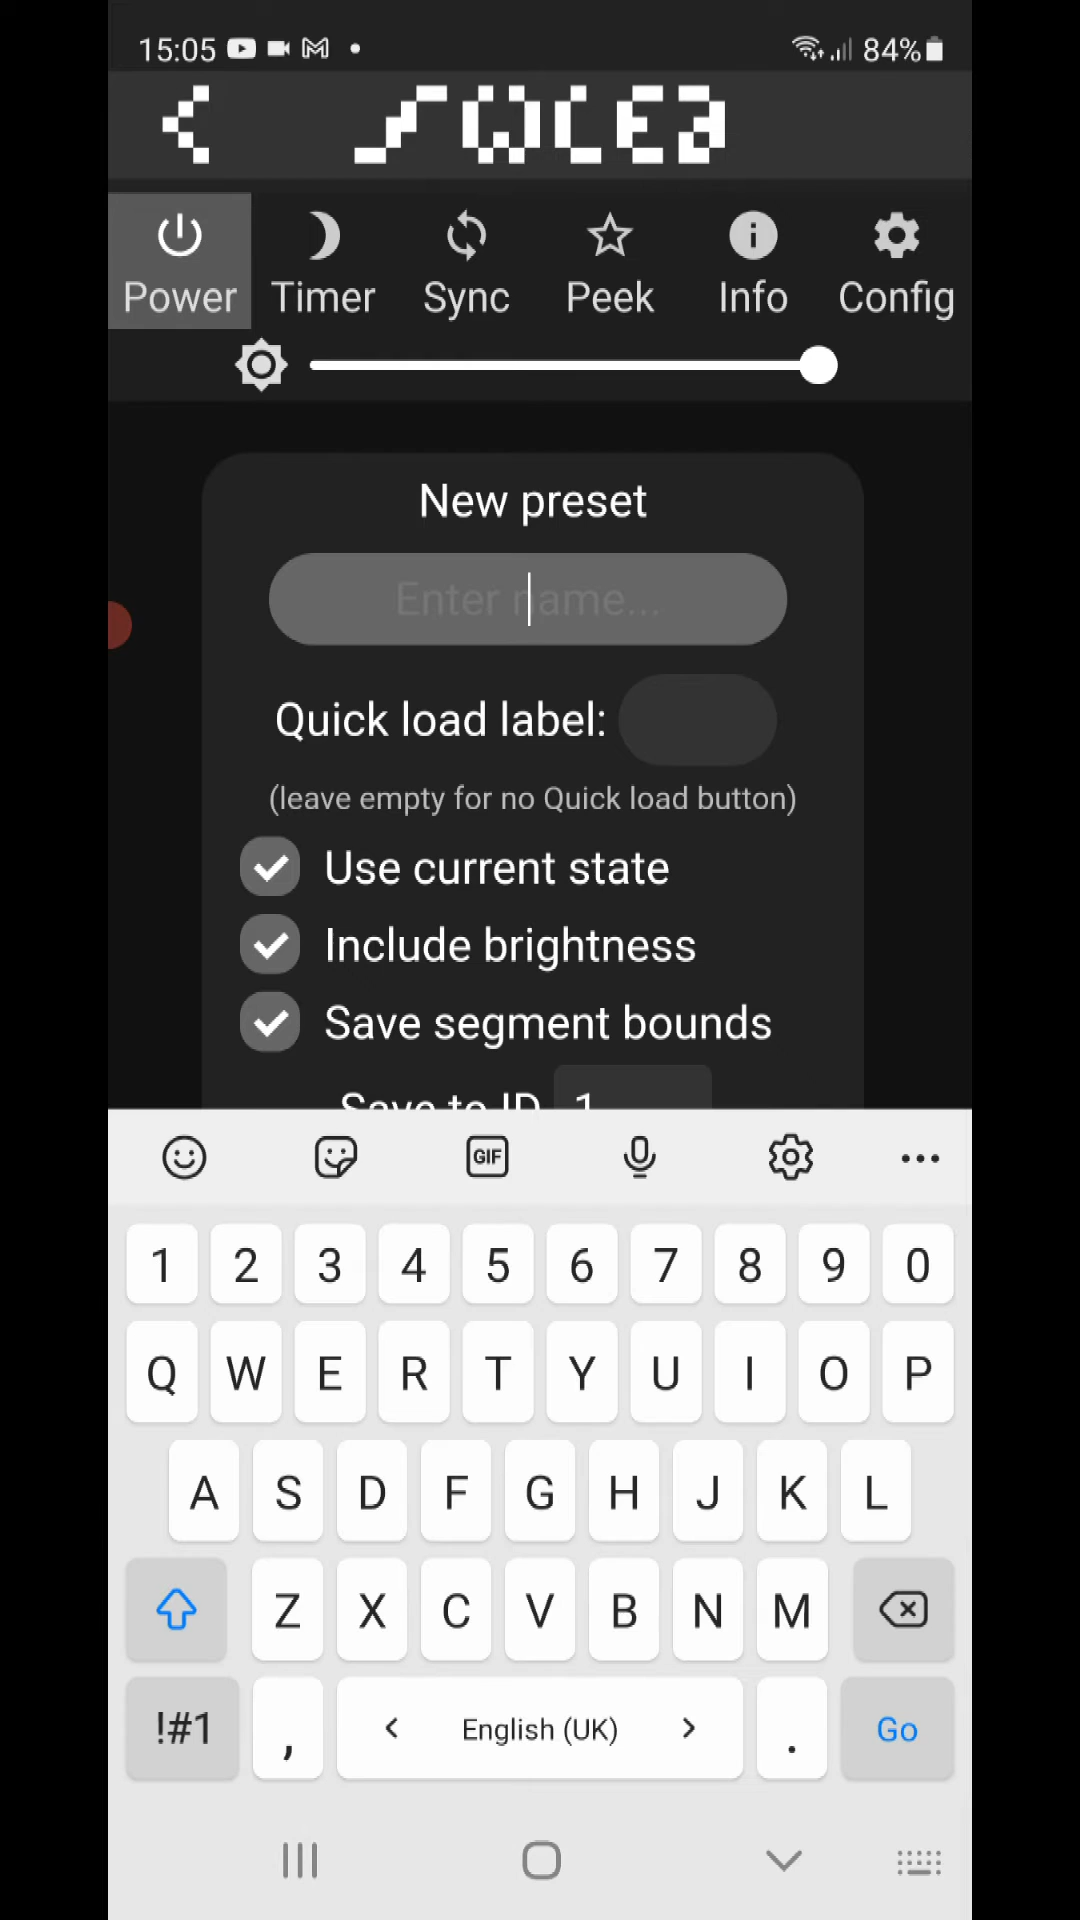 15:05 84%
Power Timer Sync Peek Info Config
New preset
Enter name...
Quick load label:
(leave empty for no Quick load button)
Use current state
Include brightness
Save segment bounds
Save to ID 1
GIF
1 2 3 4 5 6 7 8 9 0
Q W E R T Y U I O P
A S D F G H J K L
Z X C V B N M
!#1 , < English (UK) > . Go